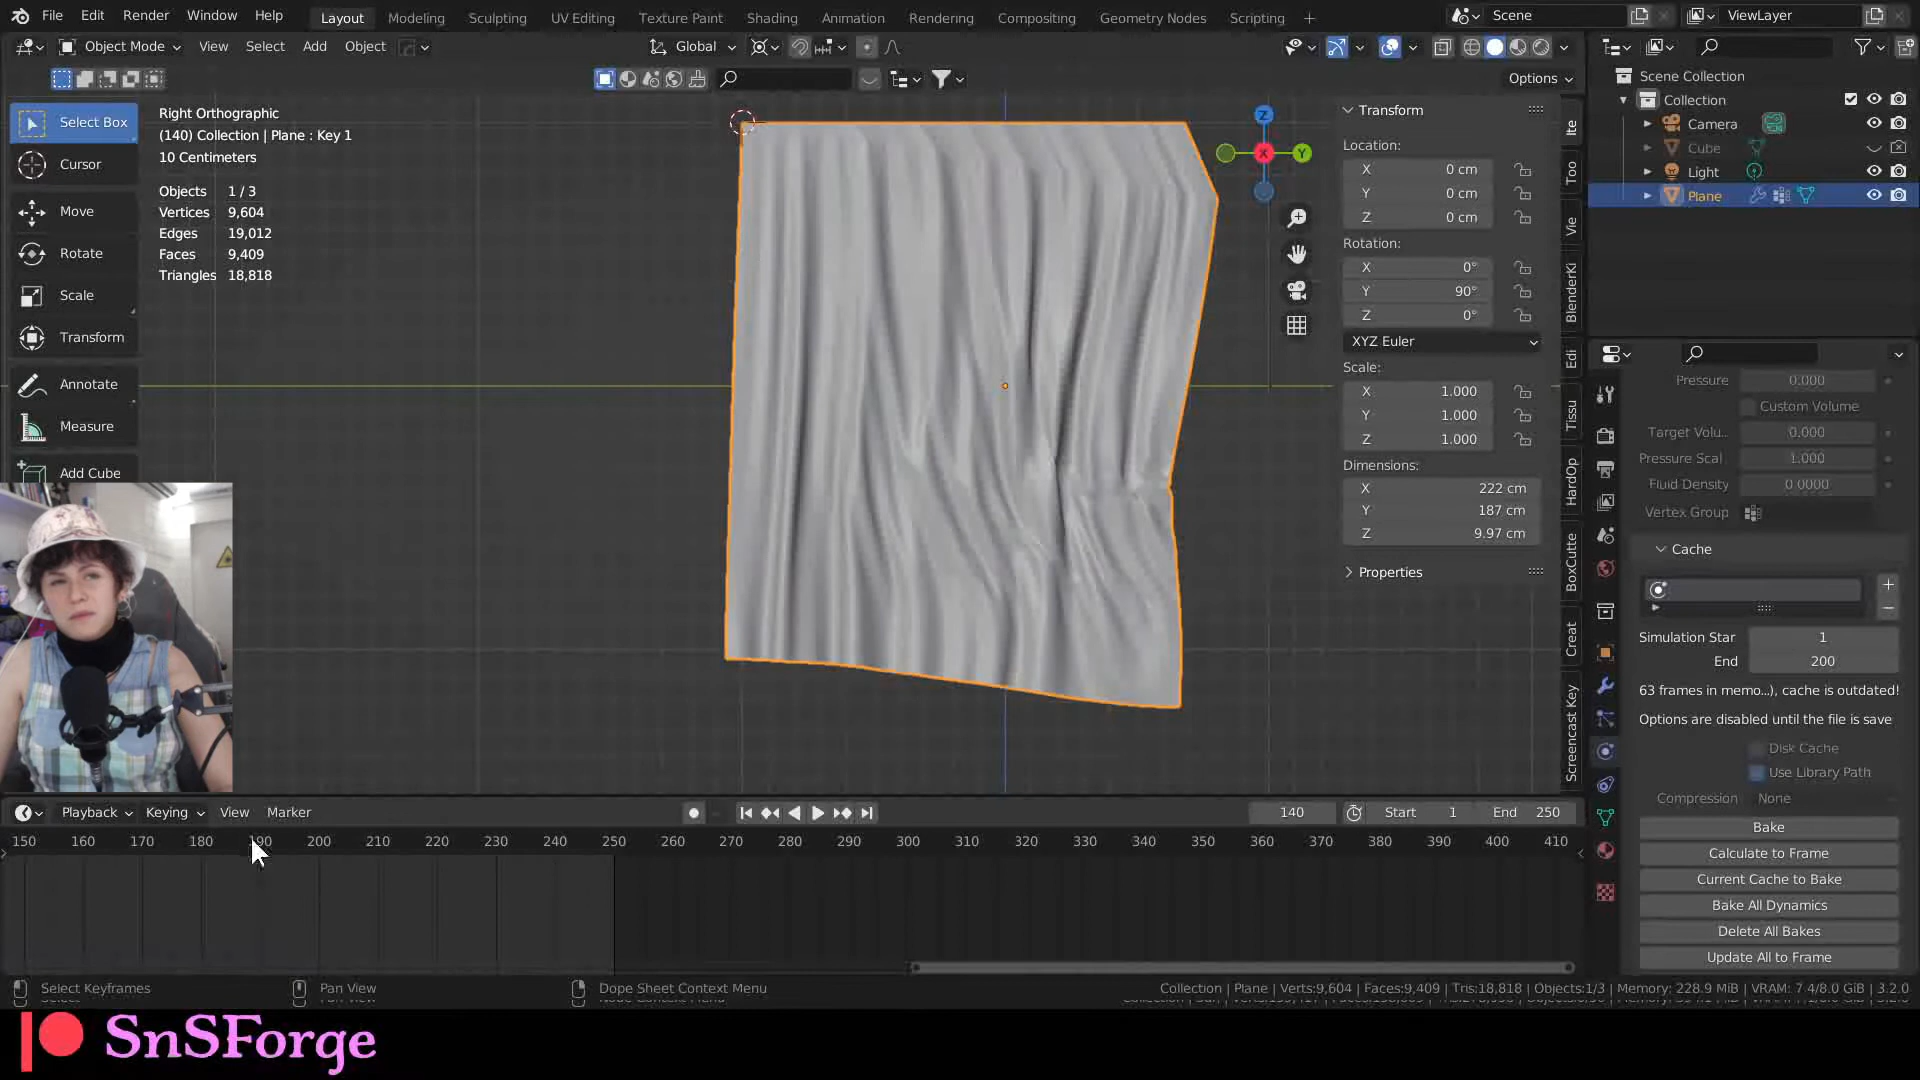 File Edit Render Window Help
Layout Modeling Sculpting UV Editing Texture Paint Shading Animation Rendering Compositing Geometry Nodes Scripting +
Scene
ViewLayer
Object Mode View Select Add Object
Global
Options
Select Box
Cursor
Move
Rotate
Scale
Transform
Annotate
Measure
Add Cube
Right Orthographic
(140) Collection | Plane : Key 1
10 Centimeters
Objects 1 / 3
Vertices 9,604
Edges 19,012
Faces 9,409
Triangles 18,818
Z
X
Y
Transform
Location:
X 0 cm
Y 0 cm
Z 0 cm
Rotation:
X 0°
Y 90°
Z 0°
XYZ Euler
Scale:
X 1.000
Y 1.000
Z 1.000
Dimensions:
X 222 cm
Y 187 cm
Z 9.97 cm
Properties
Ite
Too
Vie
BlenderKi
Edi
Tissu
HardOp
BoxCutte
Creat
Screencast Key
Scene Collection
Collection
Camera
Cube
Light
Plane
Pressure 0.000
Custom Volume
Target Volu.. 0.000
Pressure Scal 1.000
Fluid Density 0.0000
Vertex Group
Cache
Simulation Star 1
End 200
63 frames in memo...), cache is outdated!
Options are disabled until the file is save
Disk Cache
Use Library Path
Compression None
Bake
Calculate to Frame
Current Cache to Bake
Bake All Dynamics
Delete All Bakes
Update All to Frame
Playback Keying View Marker
140 Start 1 End 250
150 160 170 180 190 200 210 220 230 240 250 260 270 280 290 300 310 320 330 340 350 360 370 380 390 400 410
Select Keyframes Pan View Dope Sheet Context Menu
Collection | Plane | Verts:9,604 | Faces:9,409 | Tris:18,818 | Objects:1/3 | Memory: 228.9 MiB | VRAM: 7.4/8.0 GiB | 3.2.0
SnSForge